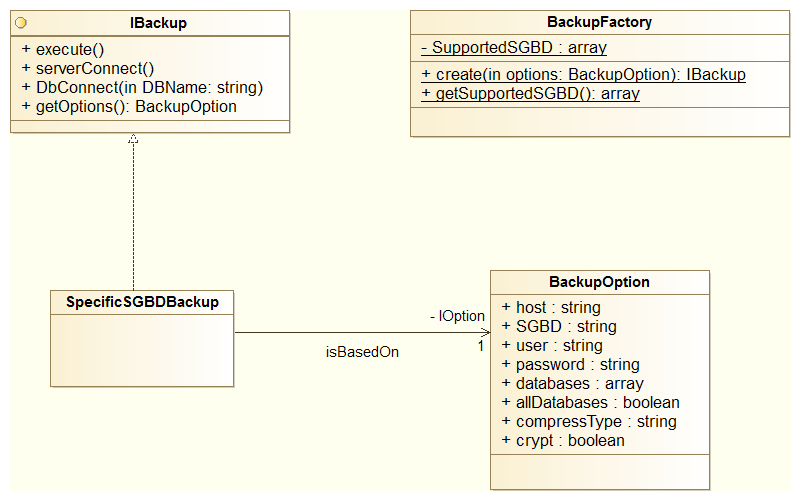 IBackup
+ execute()
+ serverConnect()
+ DbConnect(in DBName: string)
+ getOptions(): BackupOption
BackupFactory
- SupportedSGBD : array
+ create(in options: BackupOption): IBackup
+ getSupportedSGBD(): array
SpecificSGBDBackup
- IOption
isBasedOn
1
BackupOption
+ host : string
+ SGBD : string
+ user : string
+ password : string
+ databases : array
+ allDatabases : boolean
+ compressType : string
+ crypt : boolean